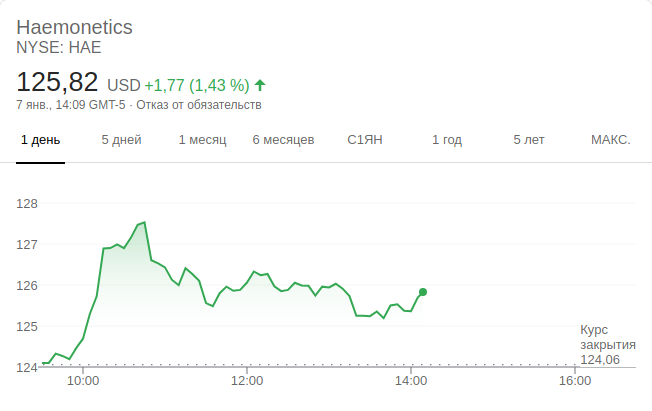 Haemonetics
NYSE: HAE
125,82 USD +1,77 (1,43 %)
7 янв., 14:09 GMT-5 · Отказ от обязательств
1 день 5 дней 1 месяц 6 месяцев С1ЯН 1 год 5 лет МАКС.
128
127
126
125
124
Курс
закрытия
124,06
10:00 12:00 14:00 16:00